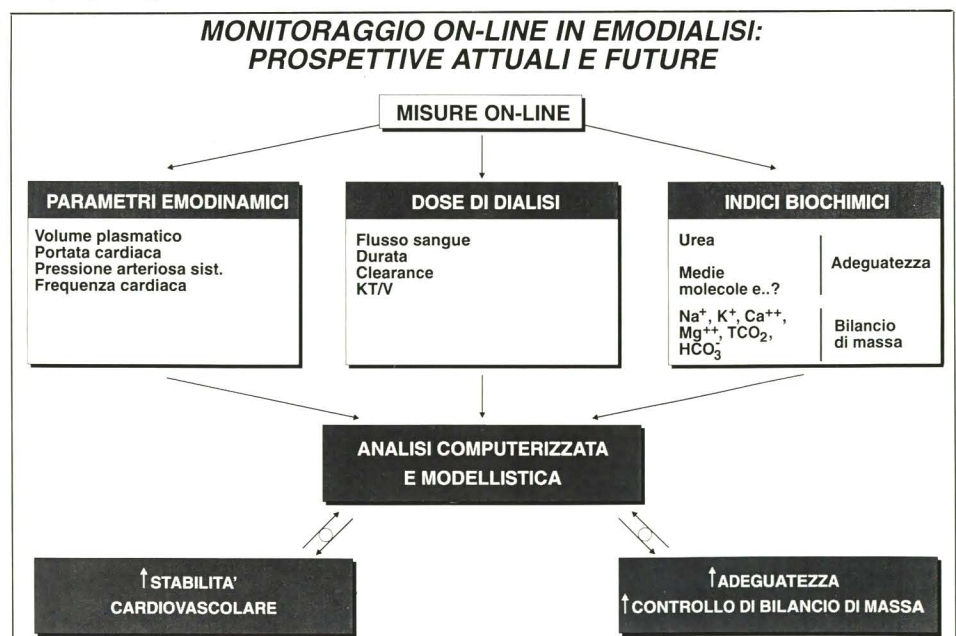 MONITORAGGIO ON-LINE IN EMODIALISI:
PROSPETTIVE ATTUALI E FUTURE
MISURE ON-LINE
PARAMETRI EMODINAMICI
Volume plasmatico
Portata cardiaca
Pressione arteriosa sist.
Frequenza cardiaca
DOSE DI DIALISI
Flusso sangue
Durata
Clearance
KT/V
INDICI BIOCHIMICI
Urea
Medie
molecole e..?
Adeguatezza
Na⁺, K⁺, Ca⁺⁺,
Mg⁺⁺, TCO₂,
HCO₃⁻
Bilancio
di massa
ANALISI COMPUTERIZZATA
E MODELLISTICA
↑STABILITA'
CARDIOVASCOLARE
↑ADEGUATEZZA
↑CONTROLLO DI BILANCIO DI MASSA